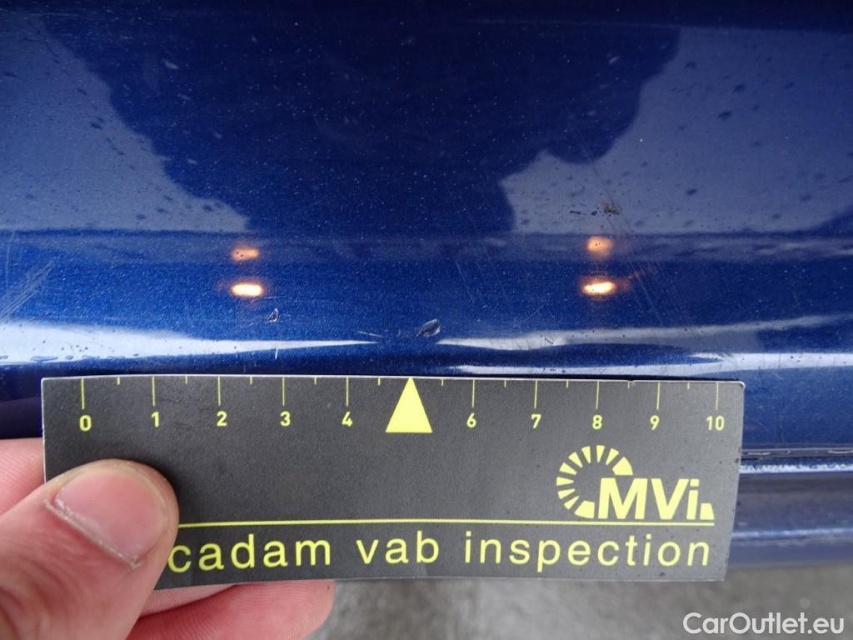 0 1 2 3 4 6 7 8 9 10
MVi
cadam vab inspection
CarOutlet.eu